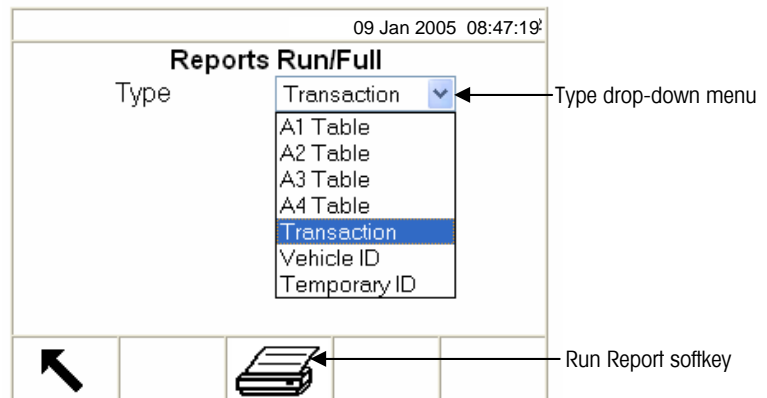 09 Jan 2005 08:47:19
Reports Run/Full
Type Transaction Type drop-down menu
A1 Table
A2 Table
A3 Table
A4 Table
Transaction
Vehicle ID
Temporary ID
Run Report softkey